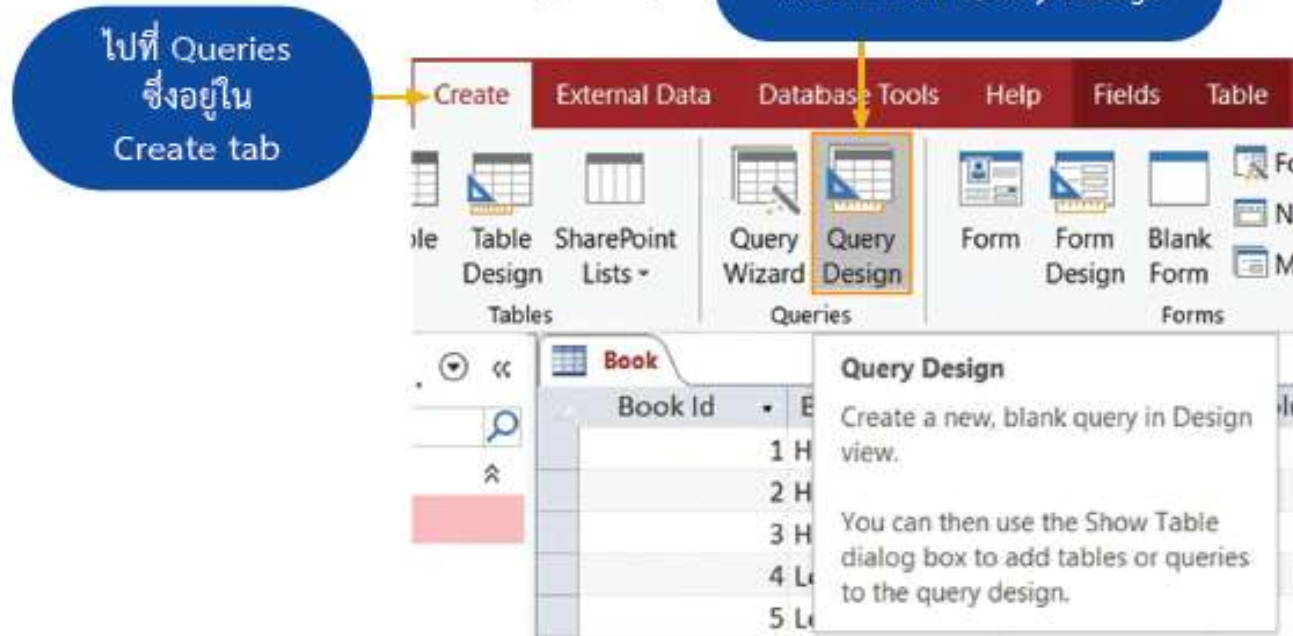 ไปที่ Queries
ซึ่งอยู่ใน
Create tab
Create External Data Database Tools Help Fields Table
Table Design
SharePoint Lists
Query Wizard
Query Design
Form
Form Design
Blank Form
Tables
Queries
Forms
Book
Book Id
1 H
2 H
3 H
4
5
Query Design
Create a new, blank query in Design
view.
You can then use the Show Table
dialog box to add tables or queries
to the query design.